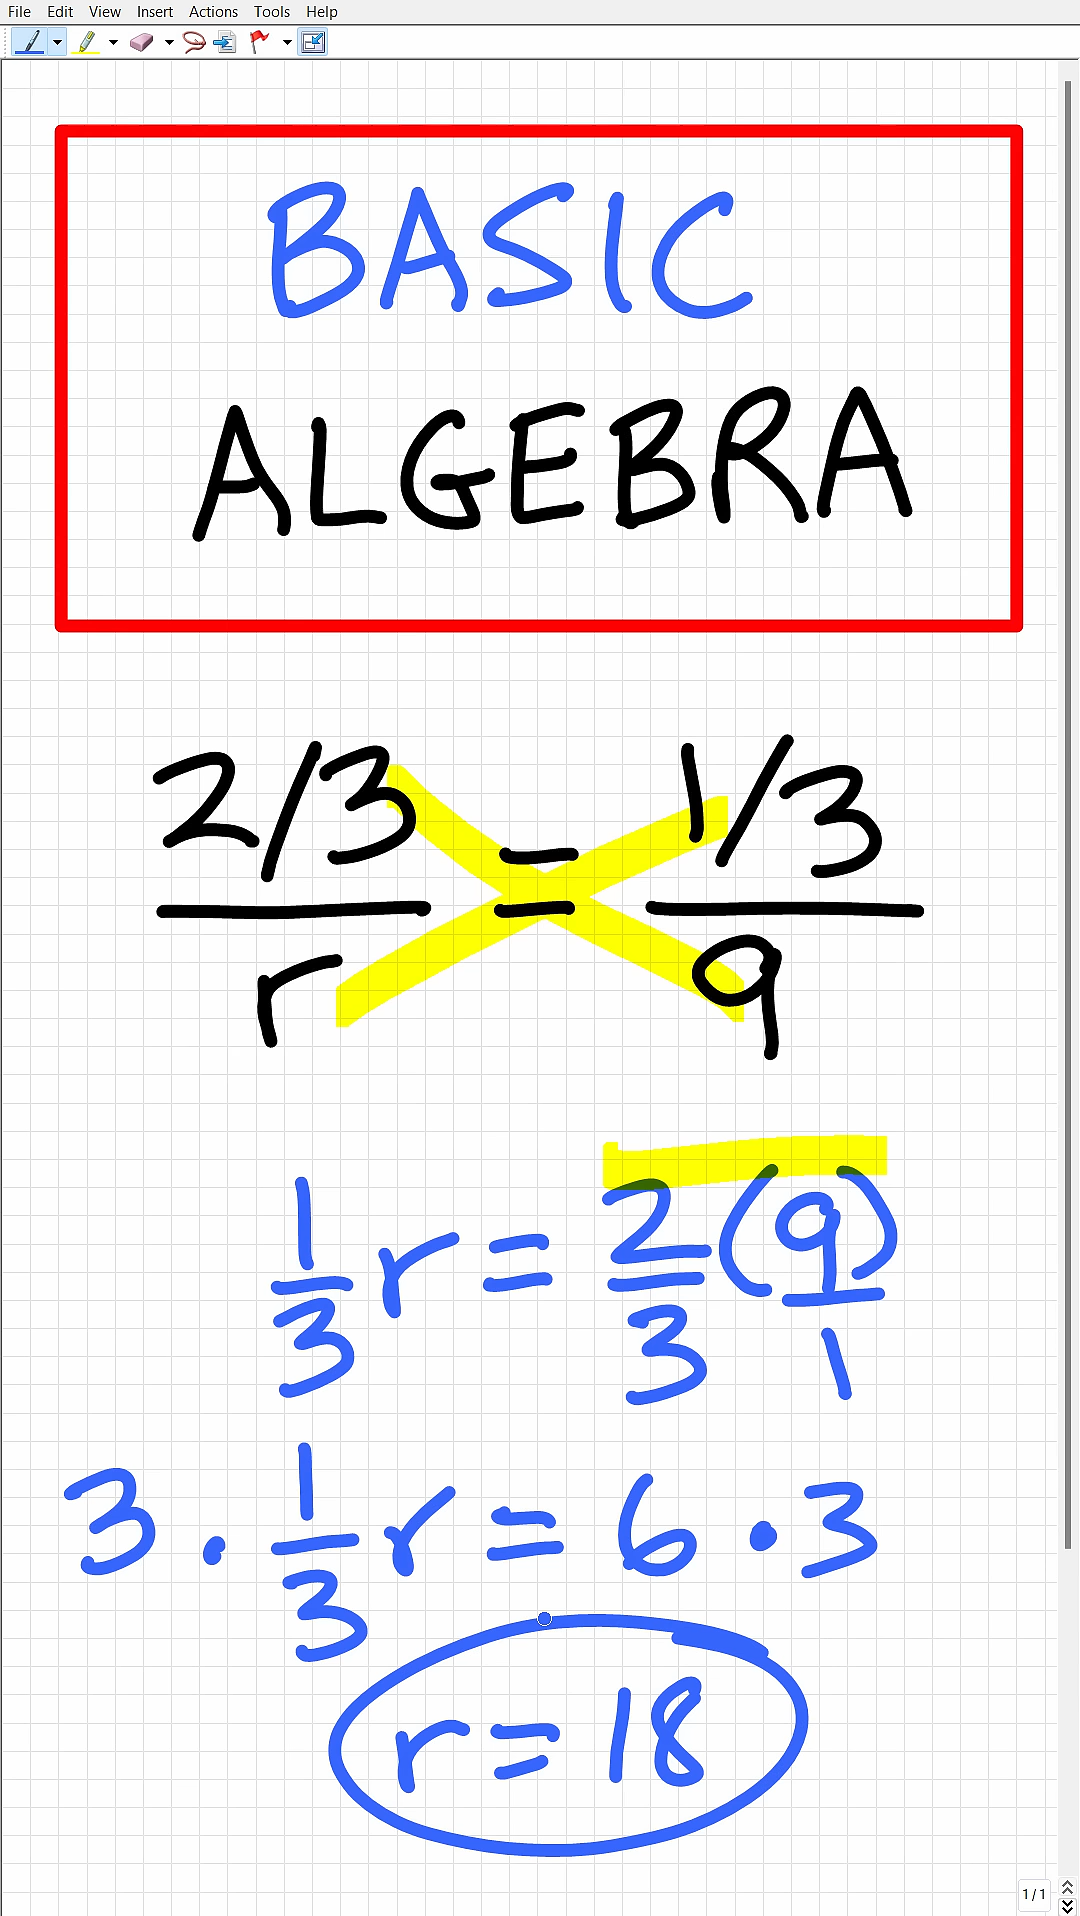 File Edit View Insert Actions Tools Help
BASIC
ALGEBRA
2/3 = 1/3
r 9
1/3 r = 2/3 (9/1)
3 · 1/3 r = 6 · 3
r = 18
1 / 1